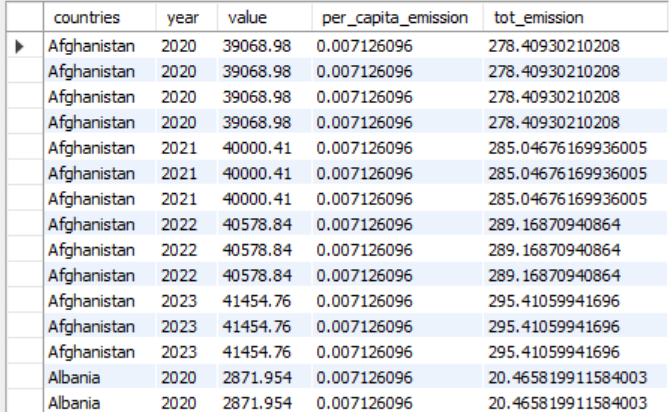 countries year value per_capita_emission tot_emission
Afghanistan 2020 39068.98 0.007126096 278.40930210208
Afghanistan 2020 39068.98 0.007126096 278.40930210208
Afghanistan 2020 39068.98 0.007126096 278.40930210208
Afghanistan 2020 39068.98 0.007126096 278.40930210208
Afghanistan 2021 40000.41 0.007126096 285.04676169936005
Afghanistan 2021 40000.41 0.007126096 285.04676169936005
Afghanistan 2021 40000.41 0.007126096 285.04676169936005
Afghanistan 2022 40578.84 0.007126096 289.16870940864
Afghanistan 2022 40578.84 0.007126096 289.16870940864
Afghanistan 2022 40578.84 0.007126096 289.16870940864
Afghanistan 2023 41454.76 0.007126096 295.41059941696
Afghanistan 2023 41454.76 0.007126096 295.41059941696
Afghanistan 2023 41454.76 0.007126096 295.41059941696
Albania 2020 2871.954 0.007126096 20.465819911584003
Albania 2020 2871.954 0.007126096 20.465819911584003